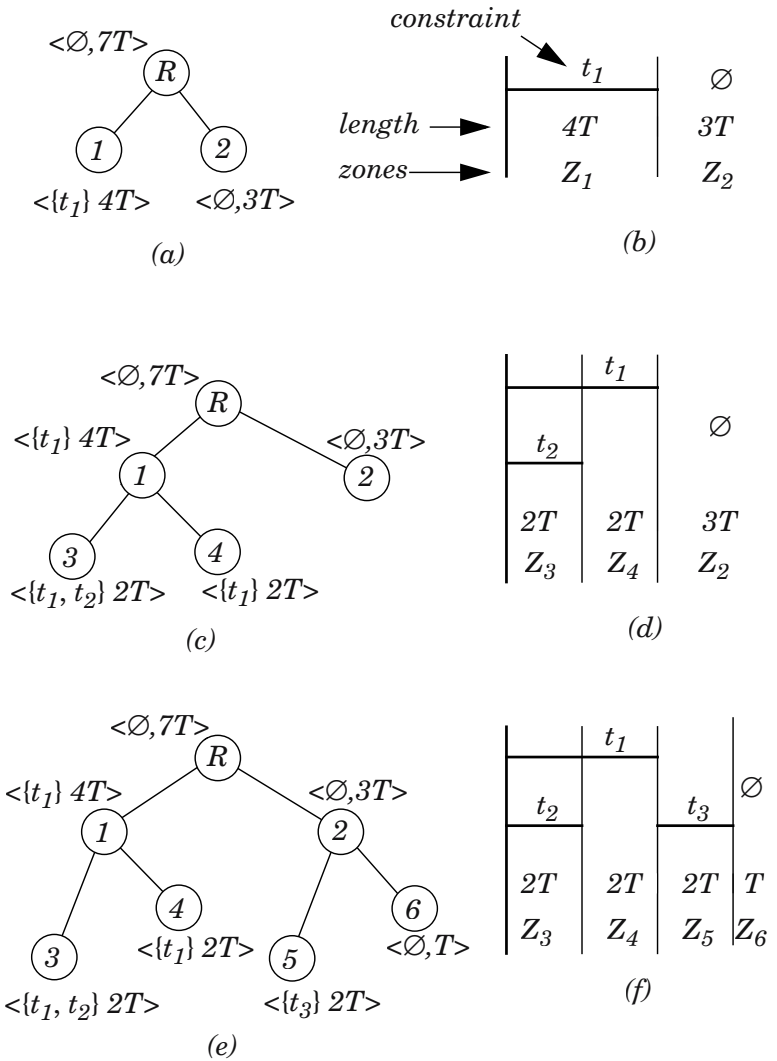 <∅,7T>
R
1
2
<{t1} 4T>
<∅,3T>
(a)
constraint
t1
∅
length
4T
3T
zones
Z1
Z2
(b)
<∅,7T>
R
<{t1} 4T>
<∅,3T>
1
2
3
4
<{t1, t2} 2T>
<{t1} 2T>
(c)
t1
∅
t2
2T
2T
3T
Z3
Z4
Z2
(d)
<∅,7T>
R
<{t1} 4T>
<∅,3T>
1
2
4
6
<{t1} 2T>
<∅,T>
3
5
<{t1, t2} 2T>
<{t3} 2T>
(e)
t1
∅
t2
t3
2T
2T
2T
T
Z3
Z4
Z5
Z6
(f)